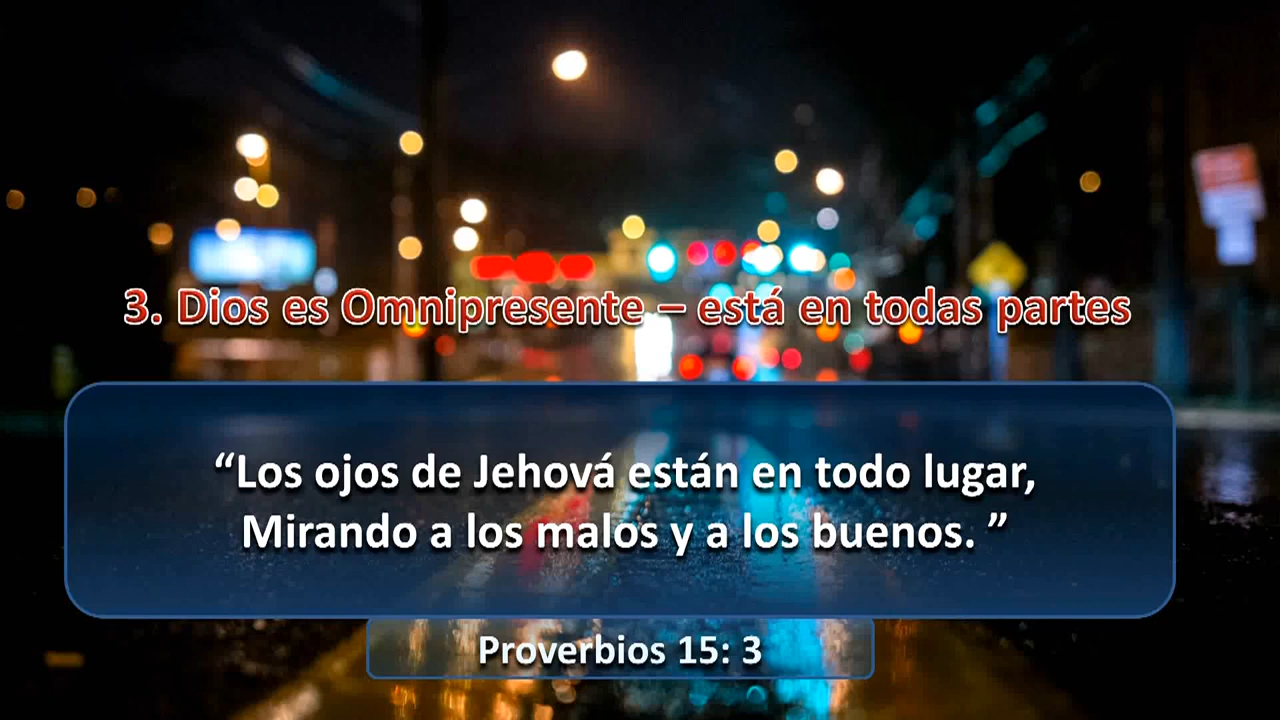 3. Dios es Omnipresente – está en todas partes
“Los ojos de Jehová están en todo lugar,
Mirando a los malos y a los buenos. ”
Proverbios 15: 3